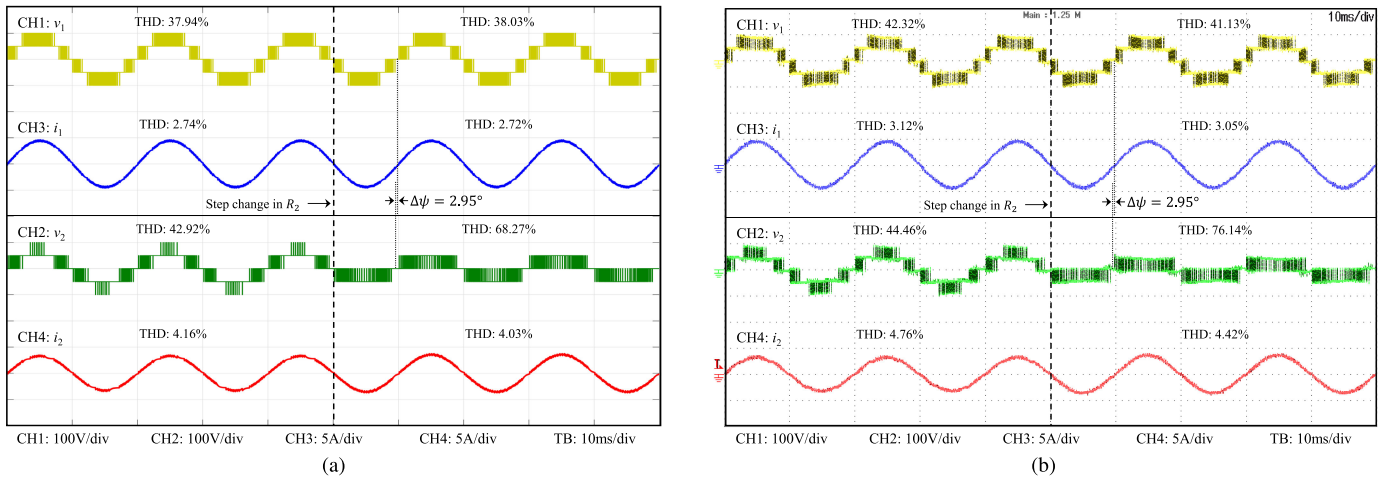 CH1: v₁ THD: 37.94% THD: 38.03%
CH3: i₁ THD: 2.74% THD: 2.72%
Step change in R₂ → Δψ = 2.95°
CH2: v₂ THD: 42.92% THD: 68.27%
CH4: i₂ THD: 4.16% THD: 4.03%
CH1: 100V/div CH2: 100V/div CH3: 5A/div CH4: 5A/div TB: 10ms/div
(a)
Main : 1.25 M 10ms/div
CH1: v₁ THD: 42.32% THD: 41.13%
CH3: i₁ THD: 3.12% THD: 3.05%
Step change in R₂ → Δψ = 2.95°
CH2: v₂ THD: 44.46% THD: 76.14%
CH4: i₂ THD: 4.76% THD: 4.42%
CH1: 100V/div CH2: 100V/div CH3: 5A/div CH4: 5A/div TB: 10ms/div
(b)